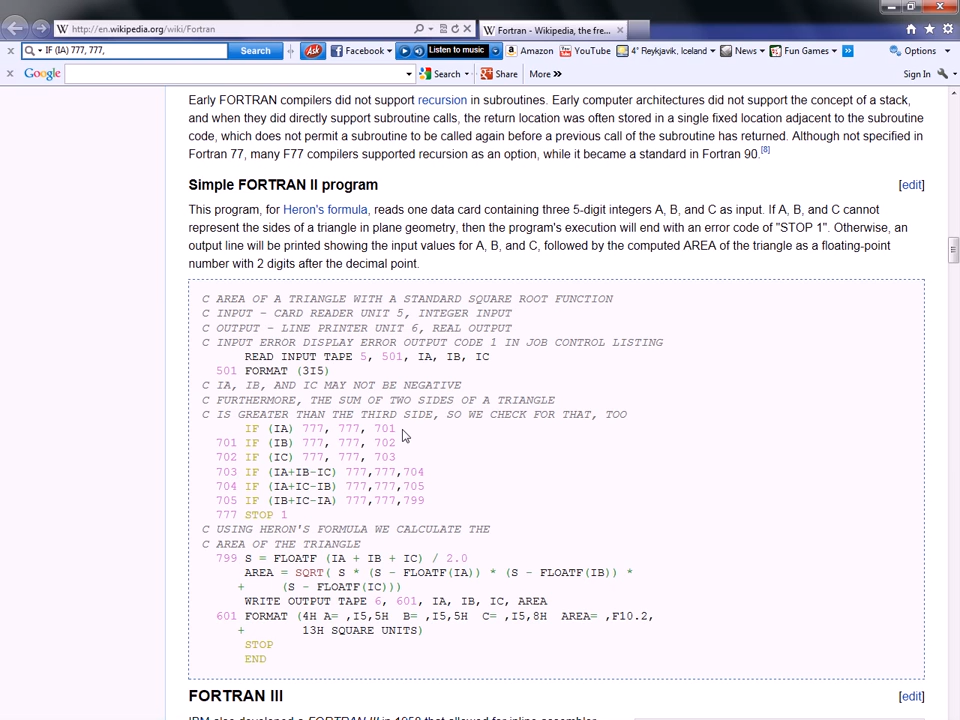 http://en.wikipedia.org/wiki/Fortran
Fortran - Wikipedia, the fre...
IF (IA) 777, 777,
Search
Ask
Facebook
Listen to music
Amazon
YouTube
4° Reykjavik, Iceland
News
Fun Games
Options
Google
Search
Share
More »
Sign In
Early FORTRAN compilers did not support recursion in subroutines. Early computer architectures did not support the concept of a stack,
and when they did directly support subroutine calls, the return location was often stored in a single fixed location adjacent to the subroutine
code, which does not permit a subroutine to be called again before a previous call of the subroutine has returned. Although not specified in
Fortran 77, many F77 compilers supported recursion as an option, while it became a standard in Fortran 90.[8]
Simple FORTRAN II program
[edit]
This program, for Heron's formula, reads one data card containing three 5-digit integers A, B, and C as input. If A, B, and C cannot
represent the sides of a triangle in plane geometry, then the program's execution will end with an error code of "STOP 1". Otherwise, an
output line will be printed showing the input values for A, B, and C, followed by the computed AREA of the triangle as a floating-point
number with 2 digits after the decimal point.
C AREA OF A TRIANGLE WITH A STANDARD SQUARE ROOT FUNCTION
C INPUT - CARD READER UNIT 5, INTEGER INPUT
C OUTPUT - LINE PRINTER UNIT 6, REAL OUTPUT
C INPUT ERROR DISPLAY ERROR OUTPUT CODE 1 IN JOB CONTROL LISTING
READ INPUT TAPE 5, 501, IA, IB, IC
501 FORMAT (3I5)
C IA, IB, AND IC MAY NOT BE NEGATIVE
C FURTHERMORE, THE SUM OF TWO SIDES OF A TRIANGLE
C IS GREATER THAN THE THIRD SIDE, SO WE CHECK FOR THAT, TOO
IF (IA) 777, 777, 701
701 IF (IB) 777, 777, 702
702 IF (IC) 777, 777, 703
703 IF (IA+IB-IC) 777,777,704
704 IF (IA+IC-IB) 777,777,705
705 IF (IB+IC-IA) 777,777,799
777 STOP 1
C USING HERON'S FORMULA WE CALCULATE THE
C AREA OF THE TRIANGLE
799 S = FLOATF (IA + IB + IC) / 2.0
AREA = SQRT( S * (S - FLOATF(IA)) * (S - FLOATF(IB)) *
+ (S - FLOATF(IC)))
WRITE OUTPUT TAPE 6, 601, IA, IB, IC, AREA
601 FORMAT (4H A= ,I5,5H B= ,I5,5H C= ,I5,8H AREA= ,F10.2,
+ 13H SQUARE UNITS)
STOP
END
FORTRAN III
[edit]